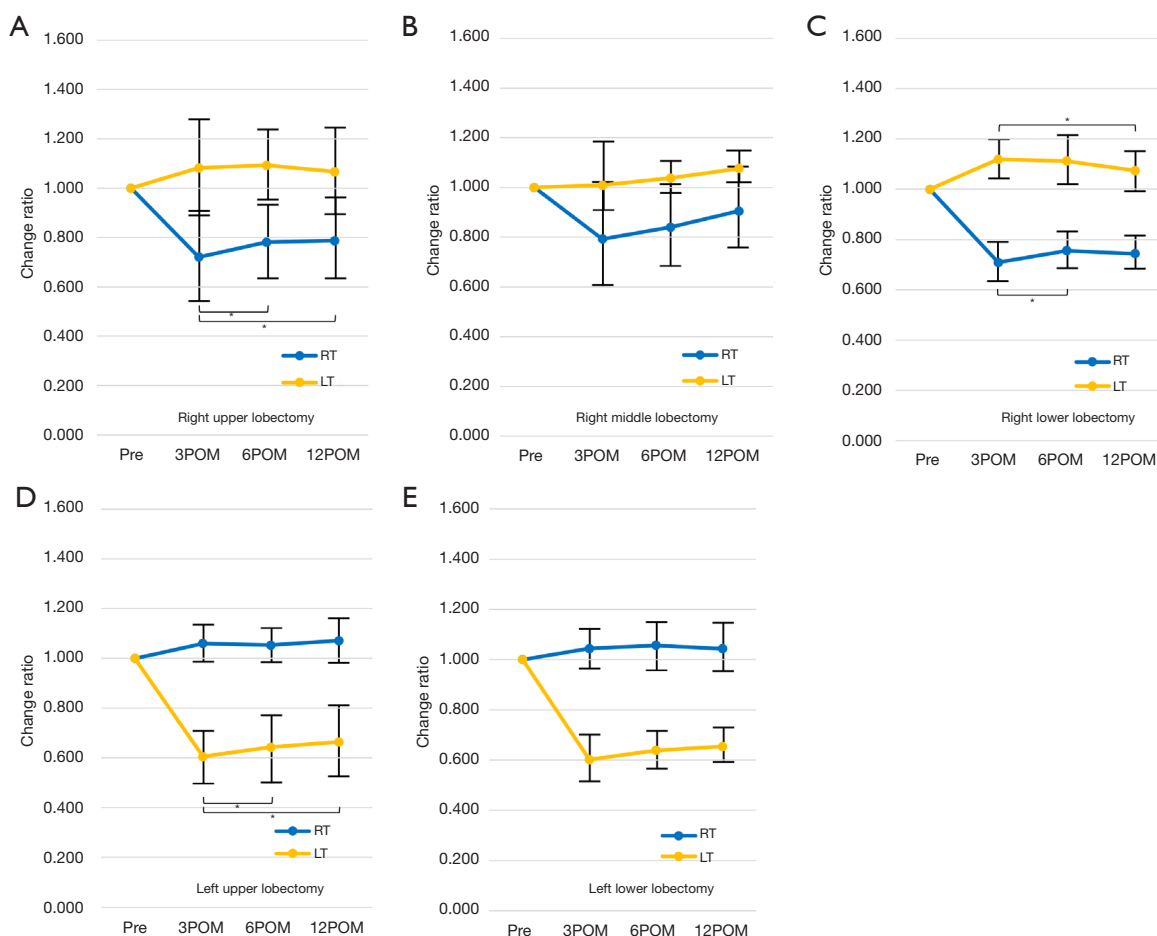 A
1.600
1.400
1.200
1.000
0.800
0.600
0.400
0.200
0.000
Change ratio
*
*
RT
LT
Right upper lobectomy
Pre 3POM 6POM 12POM
B
1.600
1.400
1.200
1.000
0.800
0.600
0.400
0.200
0.000
Change ratio
RT
LT
Right middle lobectomy
Pre 3POM 6POM 12POM
C
1.600
1.400
1.200
1.000
0.800
0.600
0.400
0.200
0.000
Change ratio
*
*
RT
LT
Right lower lobectomy
Pre 3POM 6POM 12POM
D
1.600
1.400
1.200
1.000
0.800
0.600
0.400
0.200
0.000
Change ratio
*
*
RT
LT
Left upper lobectomy
Pre 3POM 6POM 12POM
E
1.600
1.400
1.200
1.000
0.800
0.600
0.400
0.200
0.000
Change ratio
RT
LT
Left lower lobectomy
Pre 3POM 6POM 12POM